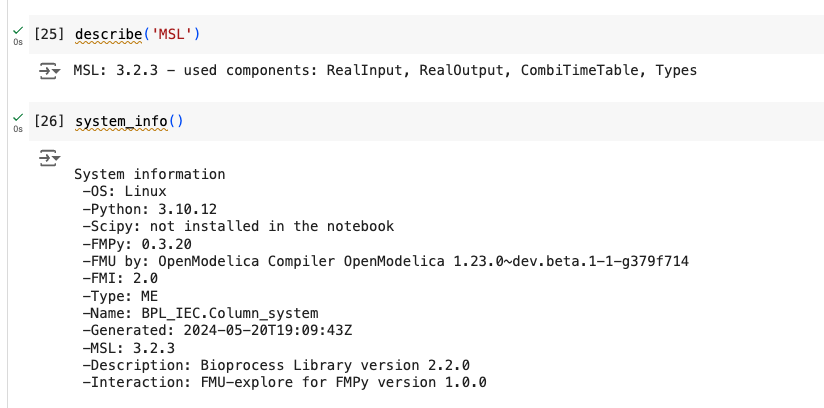 [25] describe('MSL')
0s
MSL: 3.2.3 - used components: RealInput, RealOutput, CombiTimeTable, Types
[26] system_info()
0s
System information
-OS: Linux
-Python: 3.10.12
-Scipy: not installed in the notebook
-FMPy: 0.3.20
-FMU by: OpenModelica Compiler OpenModelica 1.23.0~dev.beta.1-1-g379f714
-FMI: 2.0
-Type: ME
-Name: BPL_IEC.Column_system
-Generated: 2024-05-20T19:09:43Z
-MSL: 3.2.3
-Description: Bioprocess Library version 2.2.0
-Interaction: FMU-explore for FMPy version 1.0.0